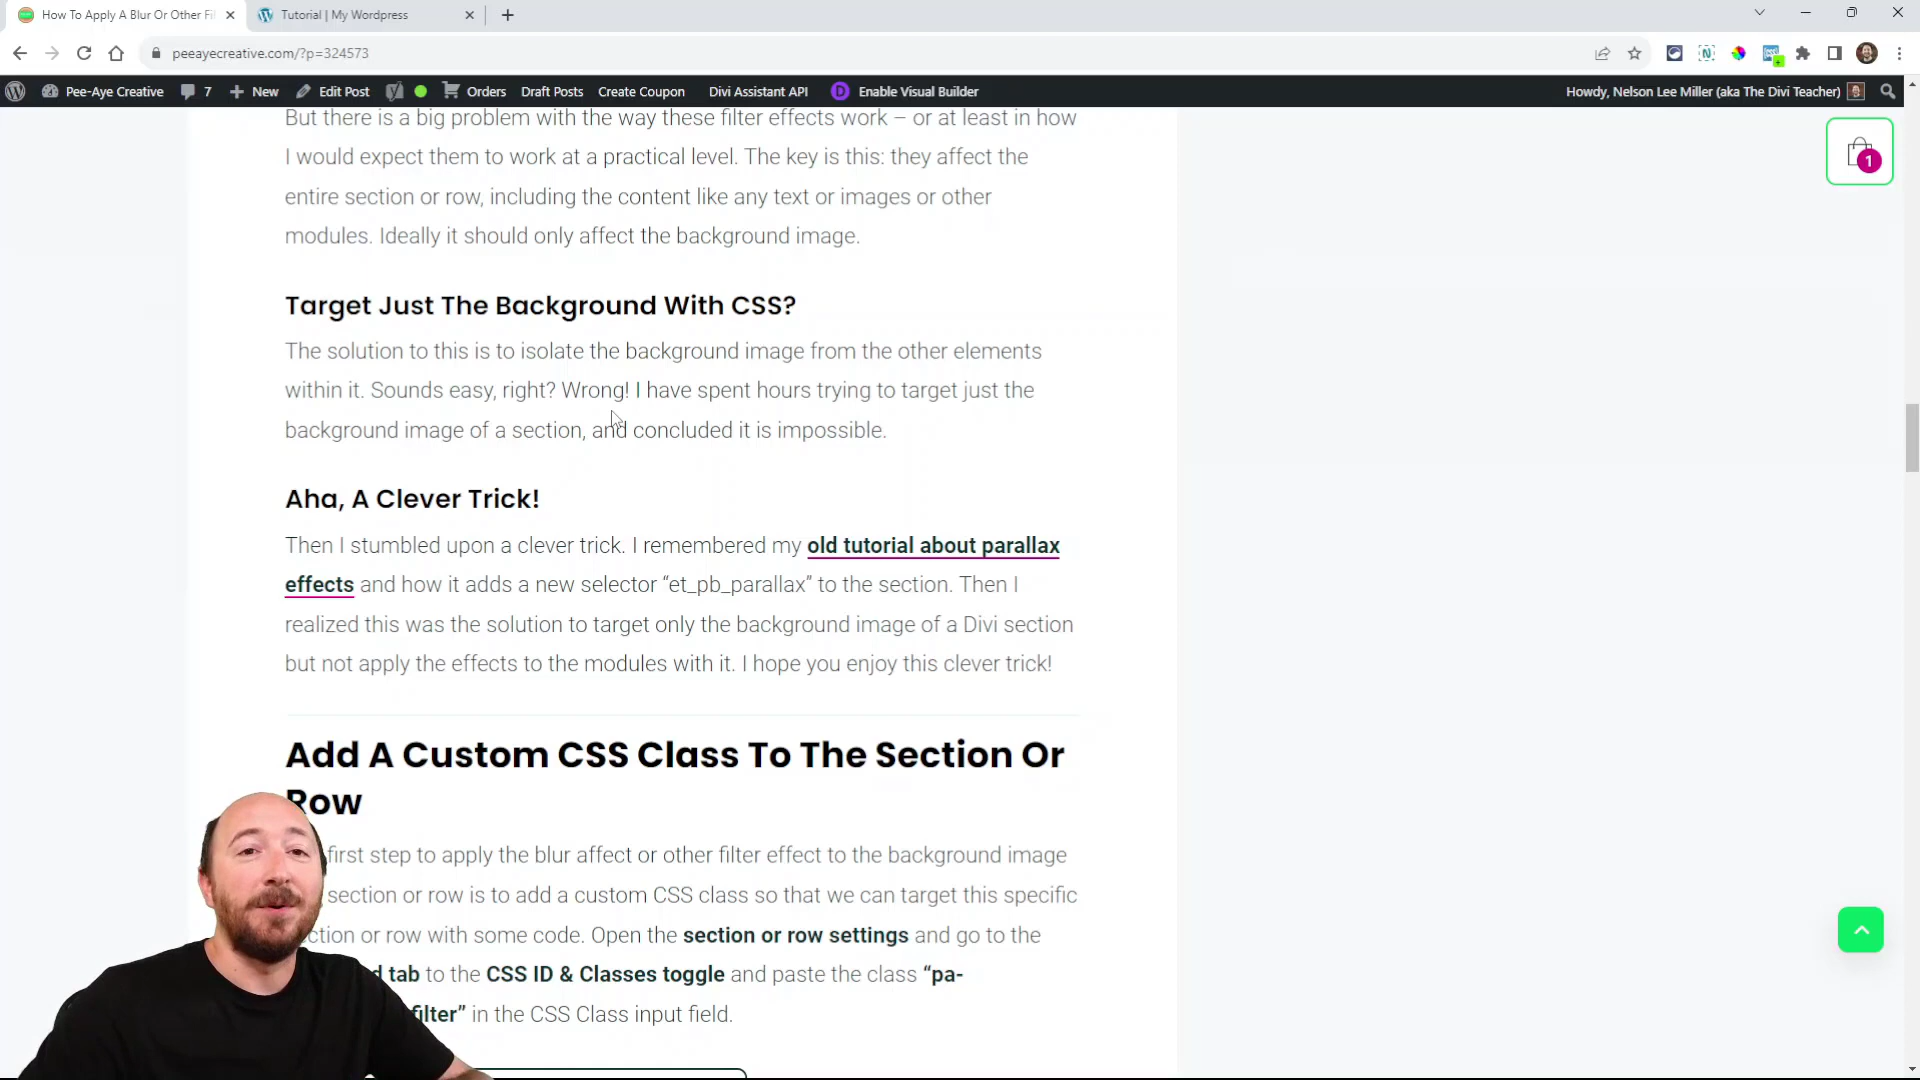 How To Apply A Blur Or Other Fi
Tutorial | My Wordpress
peeayecreative.com/?p=324573
Pee-Aye Creative
7
New
Edit Post
Orders
Draft Posts
Create Coupon
Divi Assistant API
D
Enable Visual Builder
Howdy, Nelson Lee Miller (aka The Divi Teacher)
1
But there is a big problem with the way these filter effects work – or at least in how
I would expect them to work at a practical level. The key is this: they affect the
entire section or row, including the content like any text or images or other
modules. Ideally it should only affect the background image.
Target Just The Background With CSS?
The solution to this is to isolate the background image from the other elements
within it. Sounds easy, right? Wrong! I have spent hours trying to target just the
background image of a section, and concluded it is impossible.
Aha, A Clever Trick!
Then I stumbled upon a clever trick. I remembered my old tutorial about parallax
effects and how it adds a new selector “et_pb_parallax” to the section. Then I
realized this was the solution to target only the background image of a Divi section
but not apply the effects to the modules with it. I hope you enjoy this clever trick!
Add A Custom CSS Class To The Section Or
Row
first step to apply the blur affect or other filter effect to the background image
section or row is to add a custom CSS class so that we can target this specific
ction or row with some code. Open the section or row settings and go to the
d tab to the CSS ID & Classes toggle and paste the class “pa-
filter” in the CSS Class input field.